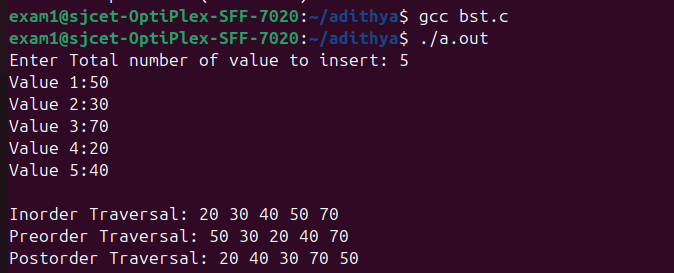 exam1@sjcet-OptiPlex-SFF-7020:~/adithya$ gcc bst.c
exam1@sjcet-OptiPlex-SFF-7020:~/adithya$ ./a.out
Enter Total number of value to insert: 5
Value 1:50
Value 2:30
Value 3:70
Value 4:20
Value 5:40
Inorder Traversal: 20 30 40 50 70
Preorder Traversal: 50 30 20 40 70
Postorder Traversal: 20 40 30 70 50